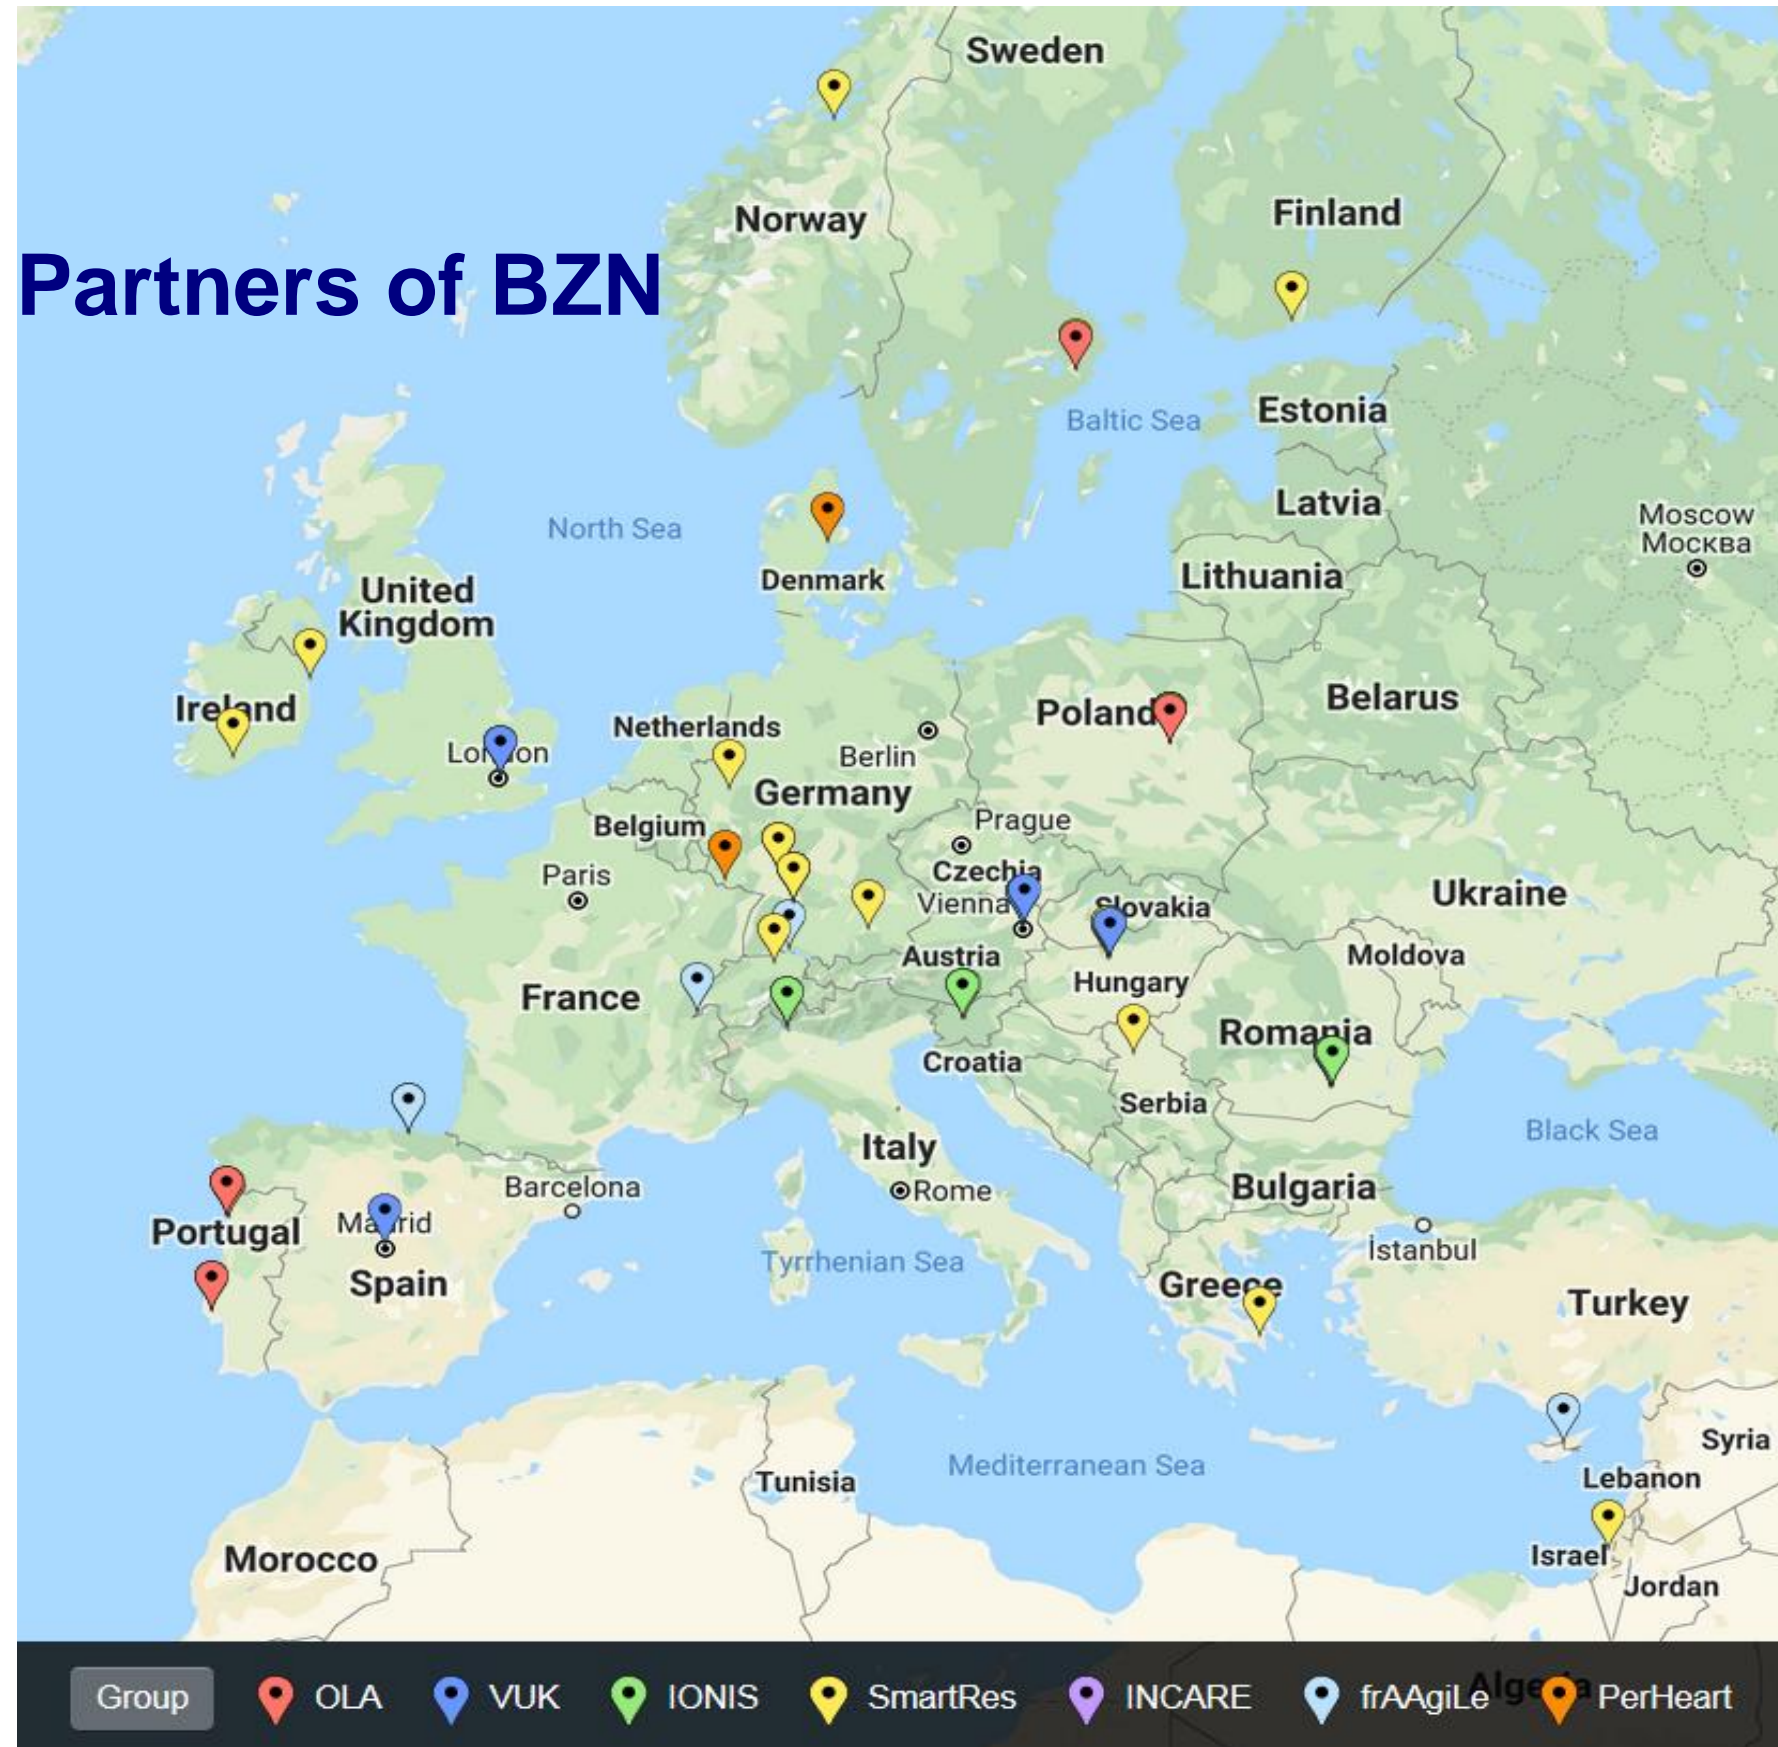 Sweden
Norway
Finland
Partners of BZN
Baltic Sea
Estonia
Latvia
North Sea
Moscow
Москва
Denmark
Lithuania
United
Kingdom
Ireland
Netherlands
Poland
Belarus
London
Berlin
Germany
Belgium
Prague
Paris
Czechia
Vienna
Slovakia
Ukraine
Austria
Moldova
Hungary
France
Romania
Croatia
Serbia
Black Sea
Italy
Barcelona
Rome
Bulgaria
Portugal
Madrid
İstanbul
Tyrrhenian Sea
Spain
Greece
Turkey
Syria
Mediterranean Sea
Lebanon
Tunisia
Morocco
Israel
Jordan
Algeria
Group
OLA
VUK
IONIS
SmartRes
INCARE
frAAgiLe
PerHeart